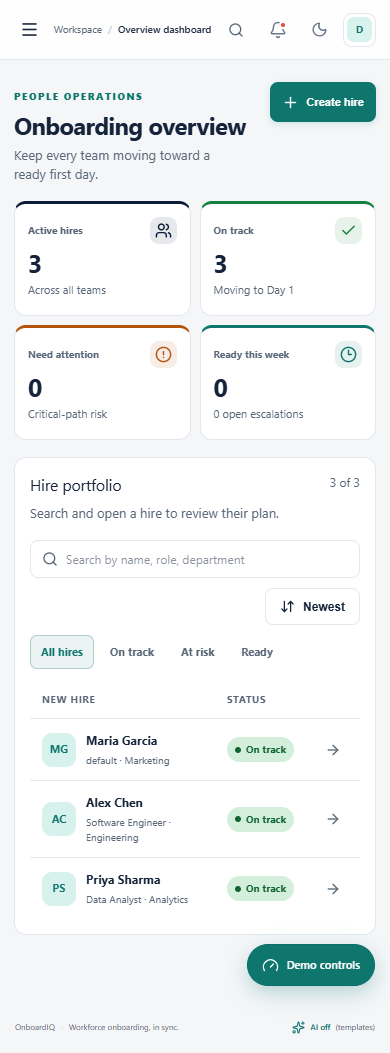 Workspace / Overview dashboard
D
PEOPLE OPERATIONS
Create hire
Onboarding overview
Keep every team moving toward a
ready first day.
Active hires
3
Across all teams
On track
3
Moving to Day 1
Need attention
0
Critical-path risk
Ready this week
0
0 open escalations
Hire portfolio
3 of 3
Search and open a hire to review their plan.
Search by name, role, department
Newest
All hires On track At risk Ready
NEW HIRE STATUS
MG
Maria Garcia
default · Marketing
On track
AC
Alex Chen
Software Engineer ·
Engineering
On track
PS
Priya Sharma
Data Analyst · Analytics
On track
Demo controls
OnboardIQ · Workforce onboarding, in sync.
AI off (templates)